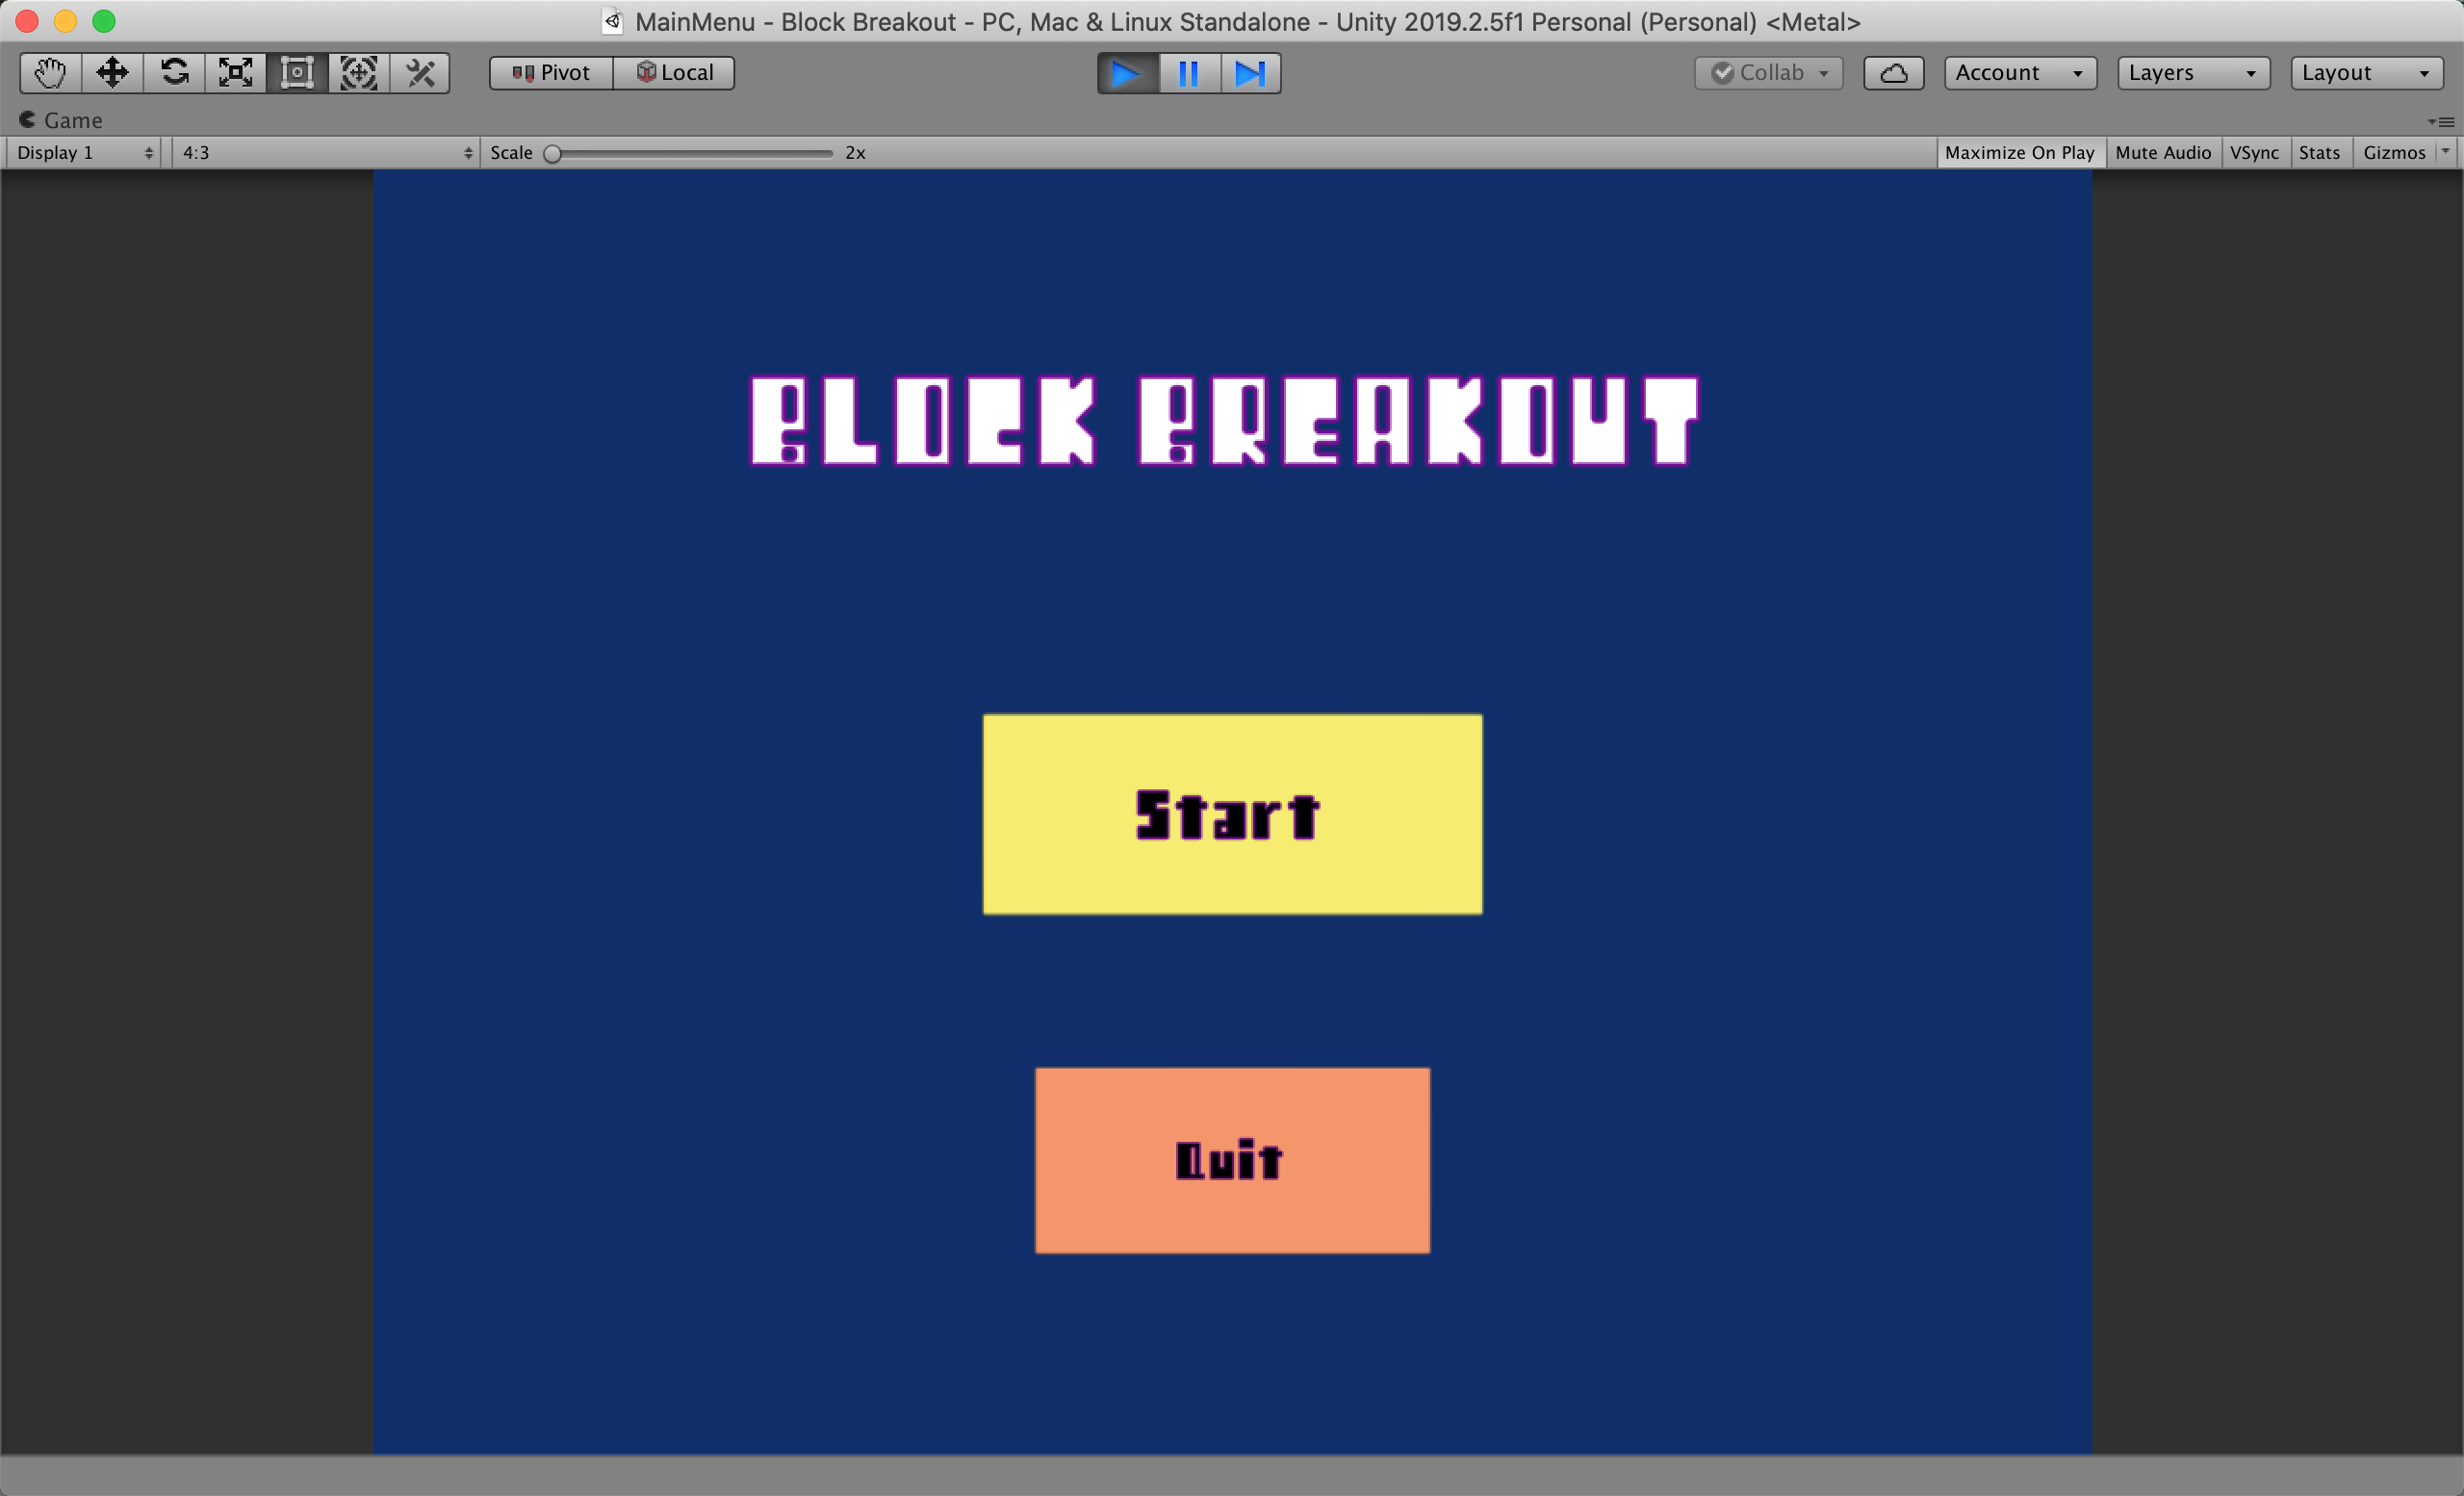 MainMenu - Block Breakout - PC, Mac & Linux Standalone - Unity 2019.2.5f1 Personal (Personal) <Metal>
Pivot Local Collab Account Layers Layout
Game
Display 1 4:3 Scale 2x Maximize On Play Mute Audio VSync Stats Gizmos
BLOCK BREAKOUT
Start
Quit